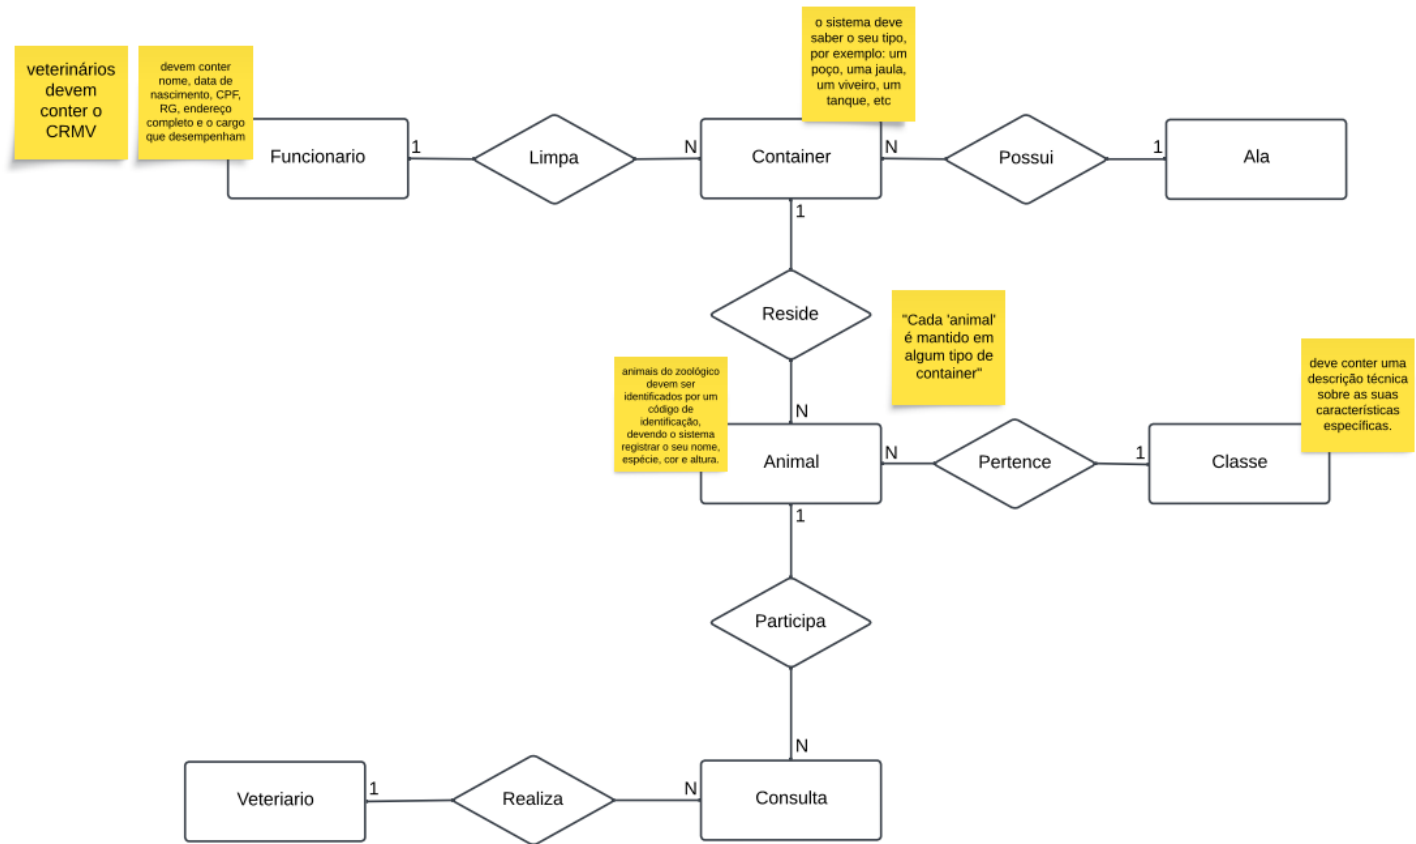 o sistema deve
saber o seu tipo,
por exemplo: um
poço, uma jaula,
um viveiro, um
tanque, etc
veterinários
devem
conter o
CRMV
devem conter
nome, data de
nascimento, CPF,
RG, endereço
completo e o cargo
que desempenham
Funcionario
1
Limpa
N
Container
N
Possui
1
Ala
1
Reside
N
"Cada 'animal'
é mantido em
algum tipo de
container"
animais do zoológico
devem ser
identificados por um
código de
identificação,
devendo o sistema
registrar o seu nome,
espécie, cor e altura.
deve conter uma
descrição técnica
sobre as suas
características
específicas.
Animal
N
Pertence
1
Classe
1
Participa
N
Veteriario
1
Realiza
N
Consulta